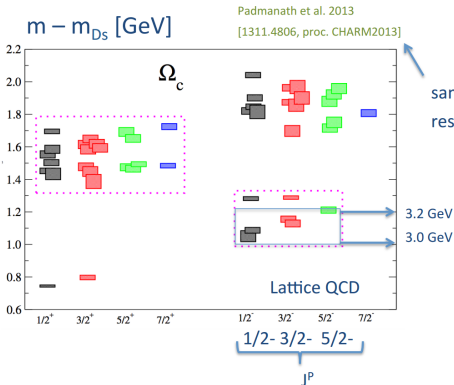 Padmanath et al. 2013
[1311.4806, proc. CHARM2013]
m – mDs [GeV]
Ωc
sar
res
2.2
2.0
1.8
1.6
1.4
1.2
1.0
0.8
0.6
3.2 GeV
3.0 GeV
Lattice QCD
1/2+ 3/2+ 5/2+ 7/2+ 1/2- 3/2- 5/2- 7/2-
1/2- 3/2- 5/2-
JP